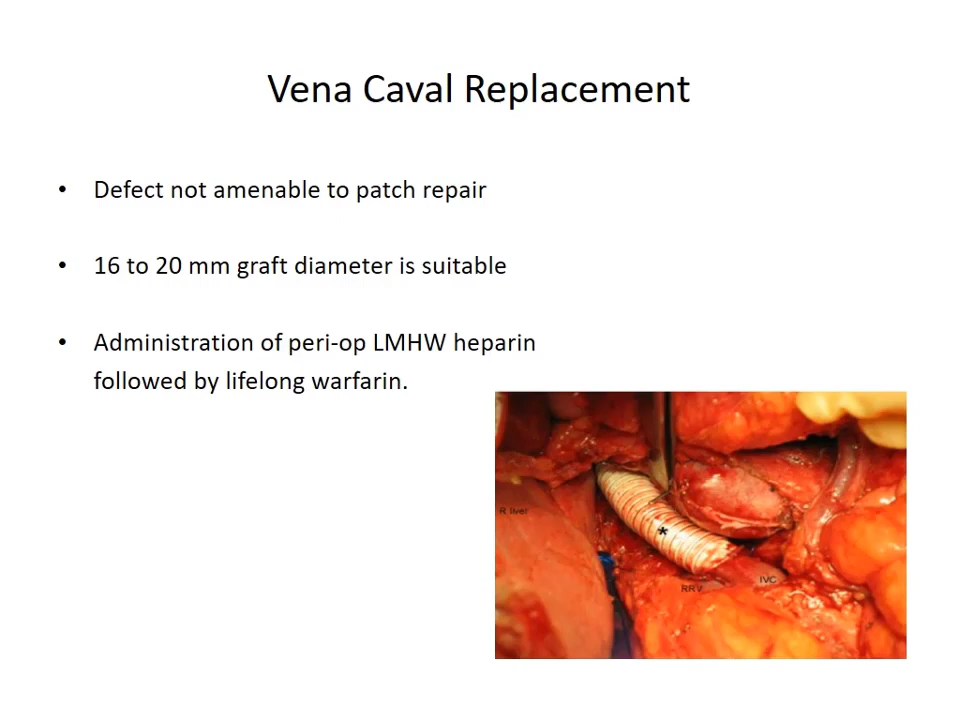 Vena Caval Replacement
• Defect not amenable to patch repair
• 16 to 20 mm graft diameter is suitable
• Administration of peri-op LMHW heparin
followed by lifelong warfarin.
R liver
*
IVC
RRV